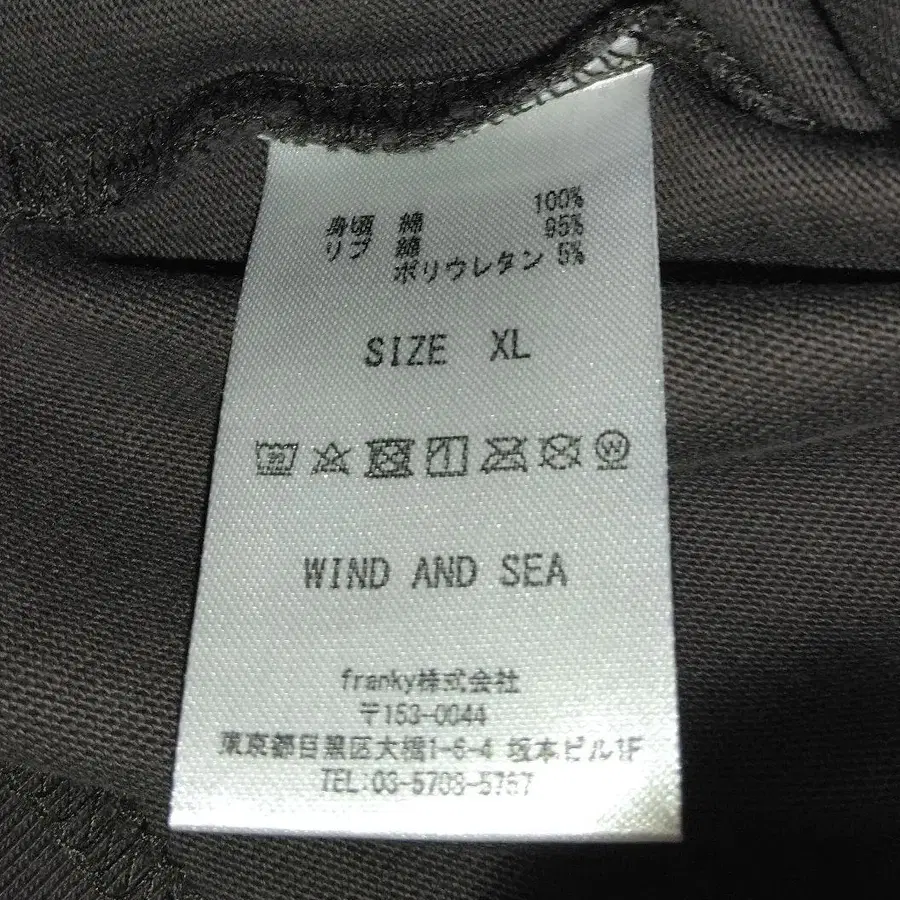 身頃 綿 100%
リブ 綿 95%
ポリウレタン 5%
SIZE XL
WIND AND SEA
franky株式会社
〒153-0044
東京都目黒区大橋1-6-4 坂本ビル1F
TEL:03-5708-5767